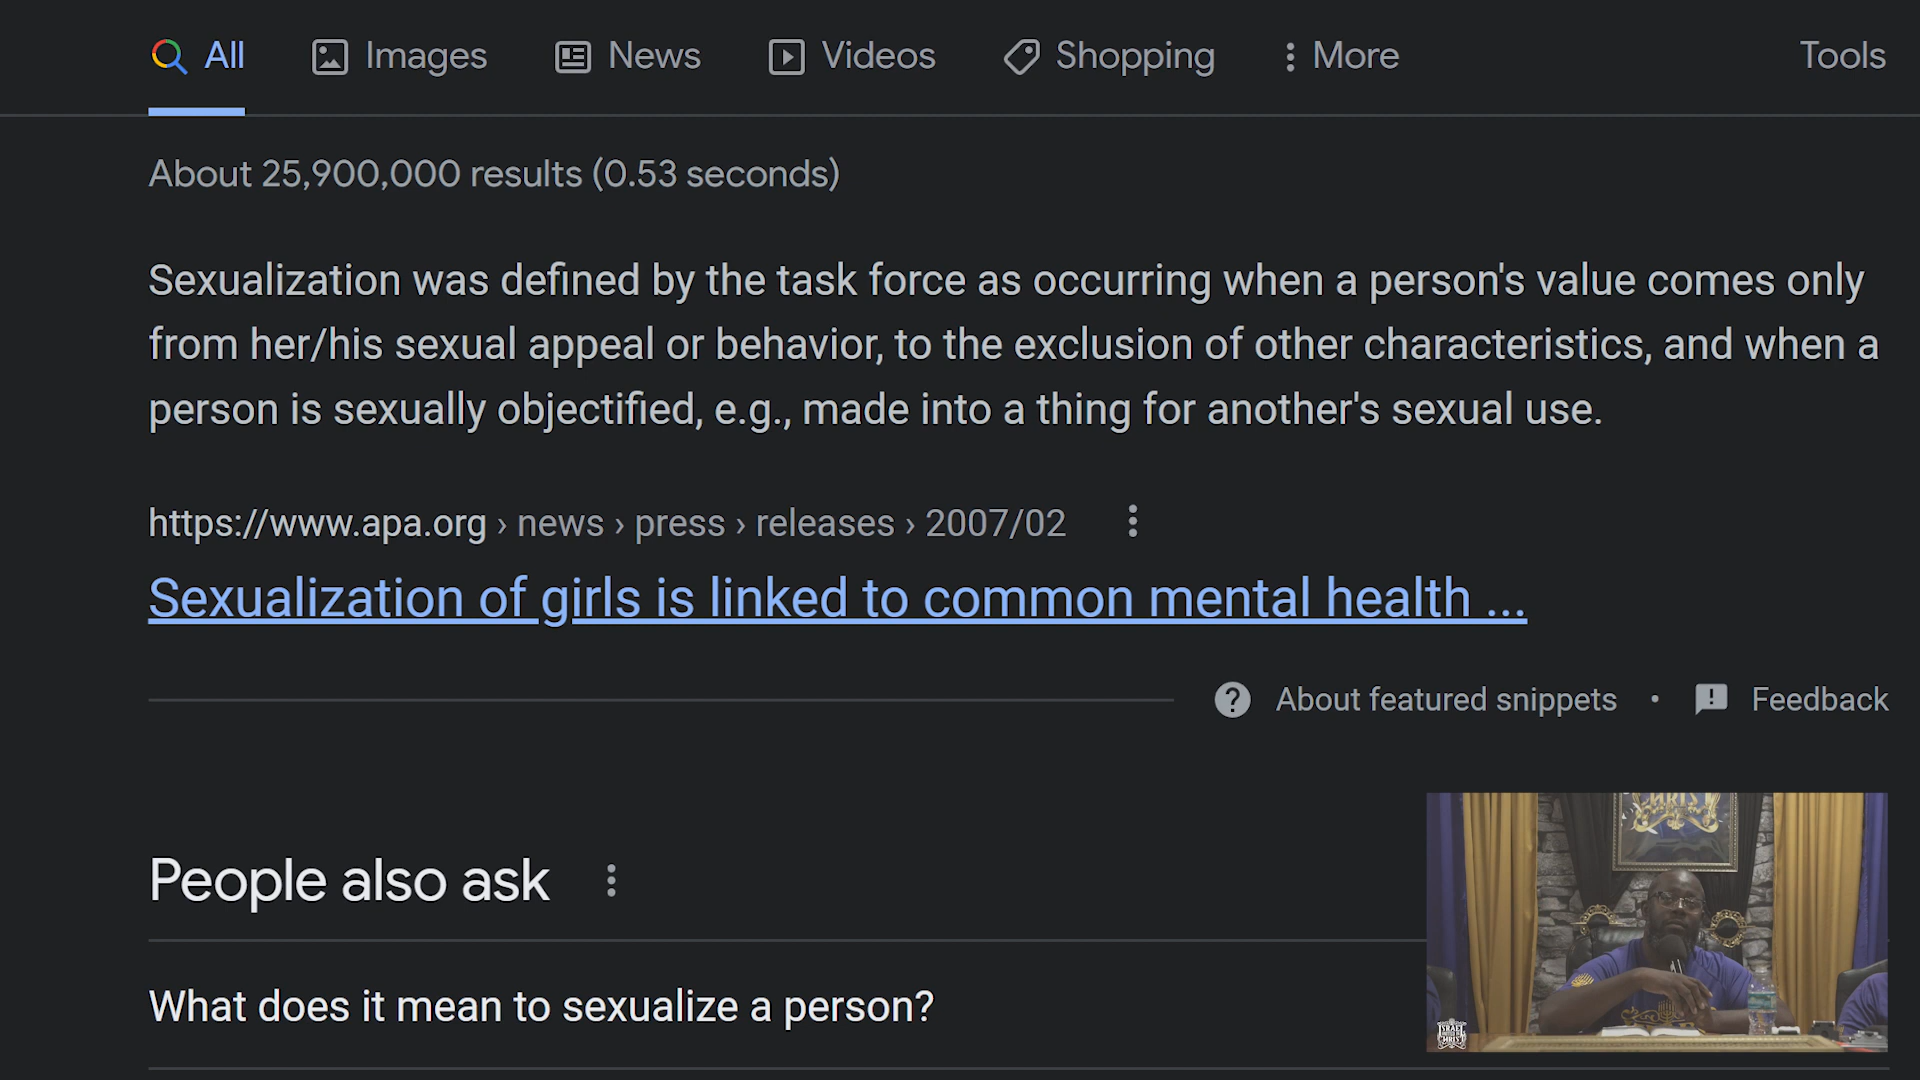 All Images News Videos Shopping More Tools
About 25,900,000 results (0.53 seconds)
Sexualization was defined by the task force as occurring when a person's value comes only
from her/his sexual appeal or behavior, to the exclusion of other characteristics, and when a
person is sexually objectified, e.g., made into a thing for another's sexual use.
https://www.apa.org › news › press › releases › 2007/02
Sexualization of girls is linked to common mental health ...
About featured snippets • Feedback
People also ask
What does it mean to sexualize a person?
CHRIST
ISRAEL
CHRIST